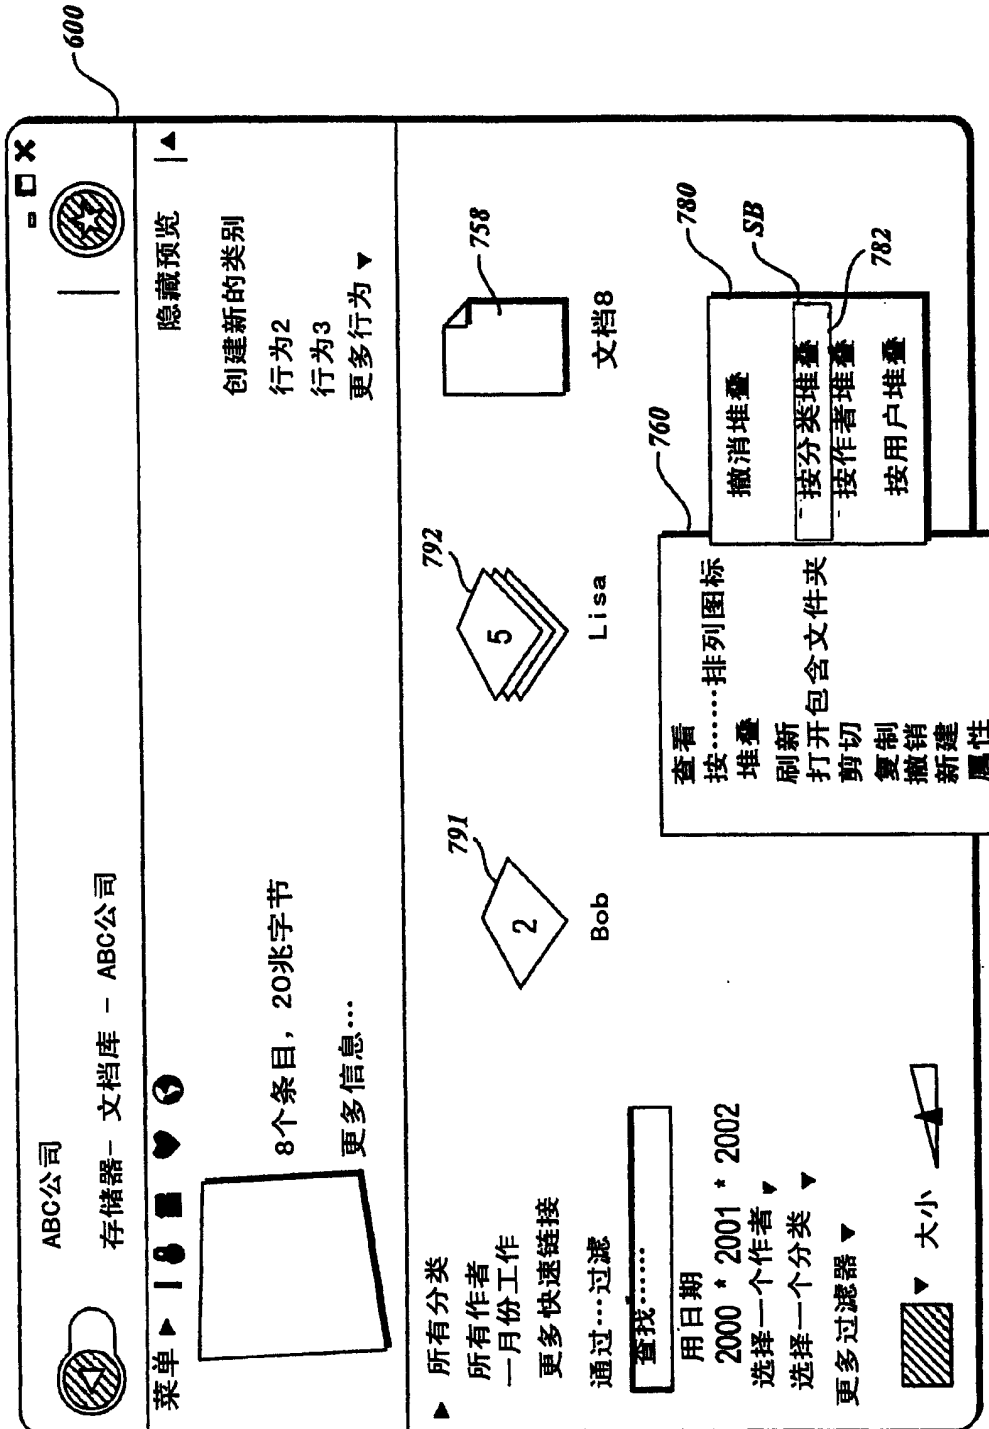 600
ABC公司
存储器- 文档库 - ABC公司
菜单
隐藏预览
8个条目，20兆字节
更多信息…
创建新的类别
行为2
行为3
更多行为
所有分类
所有作者
一月份工作
更多快速链接
通过…过滤
查找……
用日期
2000 * 2001 * 2002
选择一个作者
选择一个分类
更多过滤器
大小
791
2
Bob
792
5
Lisa
758
文档8
760
查看
按……排列图标
堆叠
刷新
打开包含文件夹
剪切
复制
撤销
新建
属性
780
撤消堆叠
SB
按分类堆叠
782
按作者堆叠
按用户堆叠